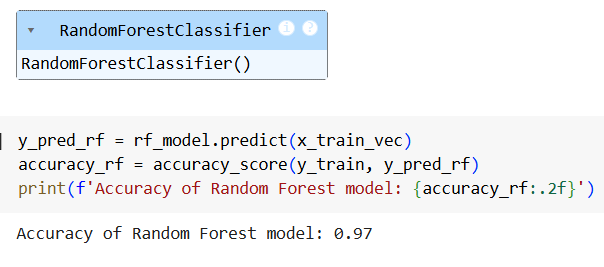 RandomForestClassifier i ?
RandomForestClassifier()
y_pred_rf = rf_model.predict(x_train_vec)
accuracy_rf = accuracy_score(y_train, y_pred_rf)
print(f'Accuracy of Random Forest model: {accuracy_rf:.2f}')
Accuracy of Random Forest model: 0.97